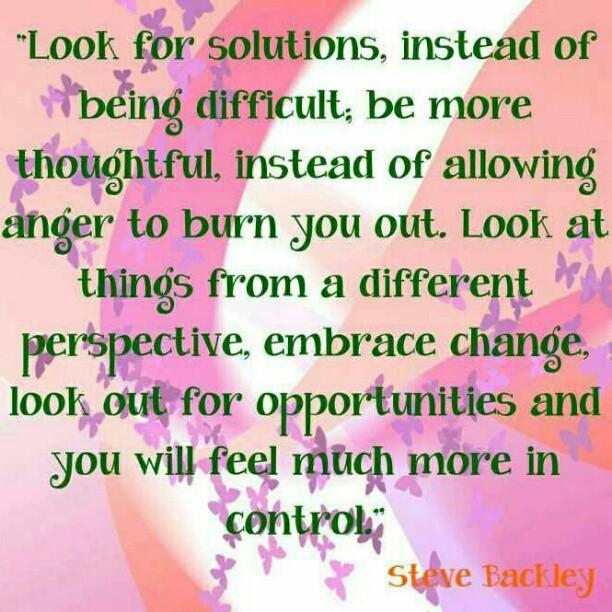 "Look for solutions, instead of
being difficult; be more
thoughtful, instead of allowing
anger to burn you out. Look at
things from a different
perspective, embrace change,
look out for opportunities and
you will feel much more in
control."
Steve Backley